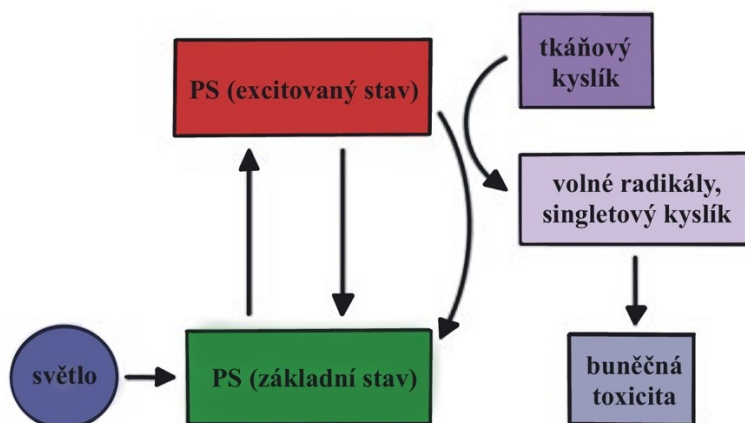 PS (excitovaný stav)
tkáňový
kyslík
volné radikály,
singletový kyslík
světlo
PS (základní stav)
buněčná
toxicita